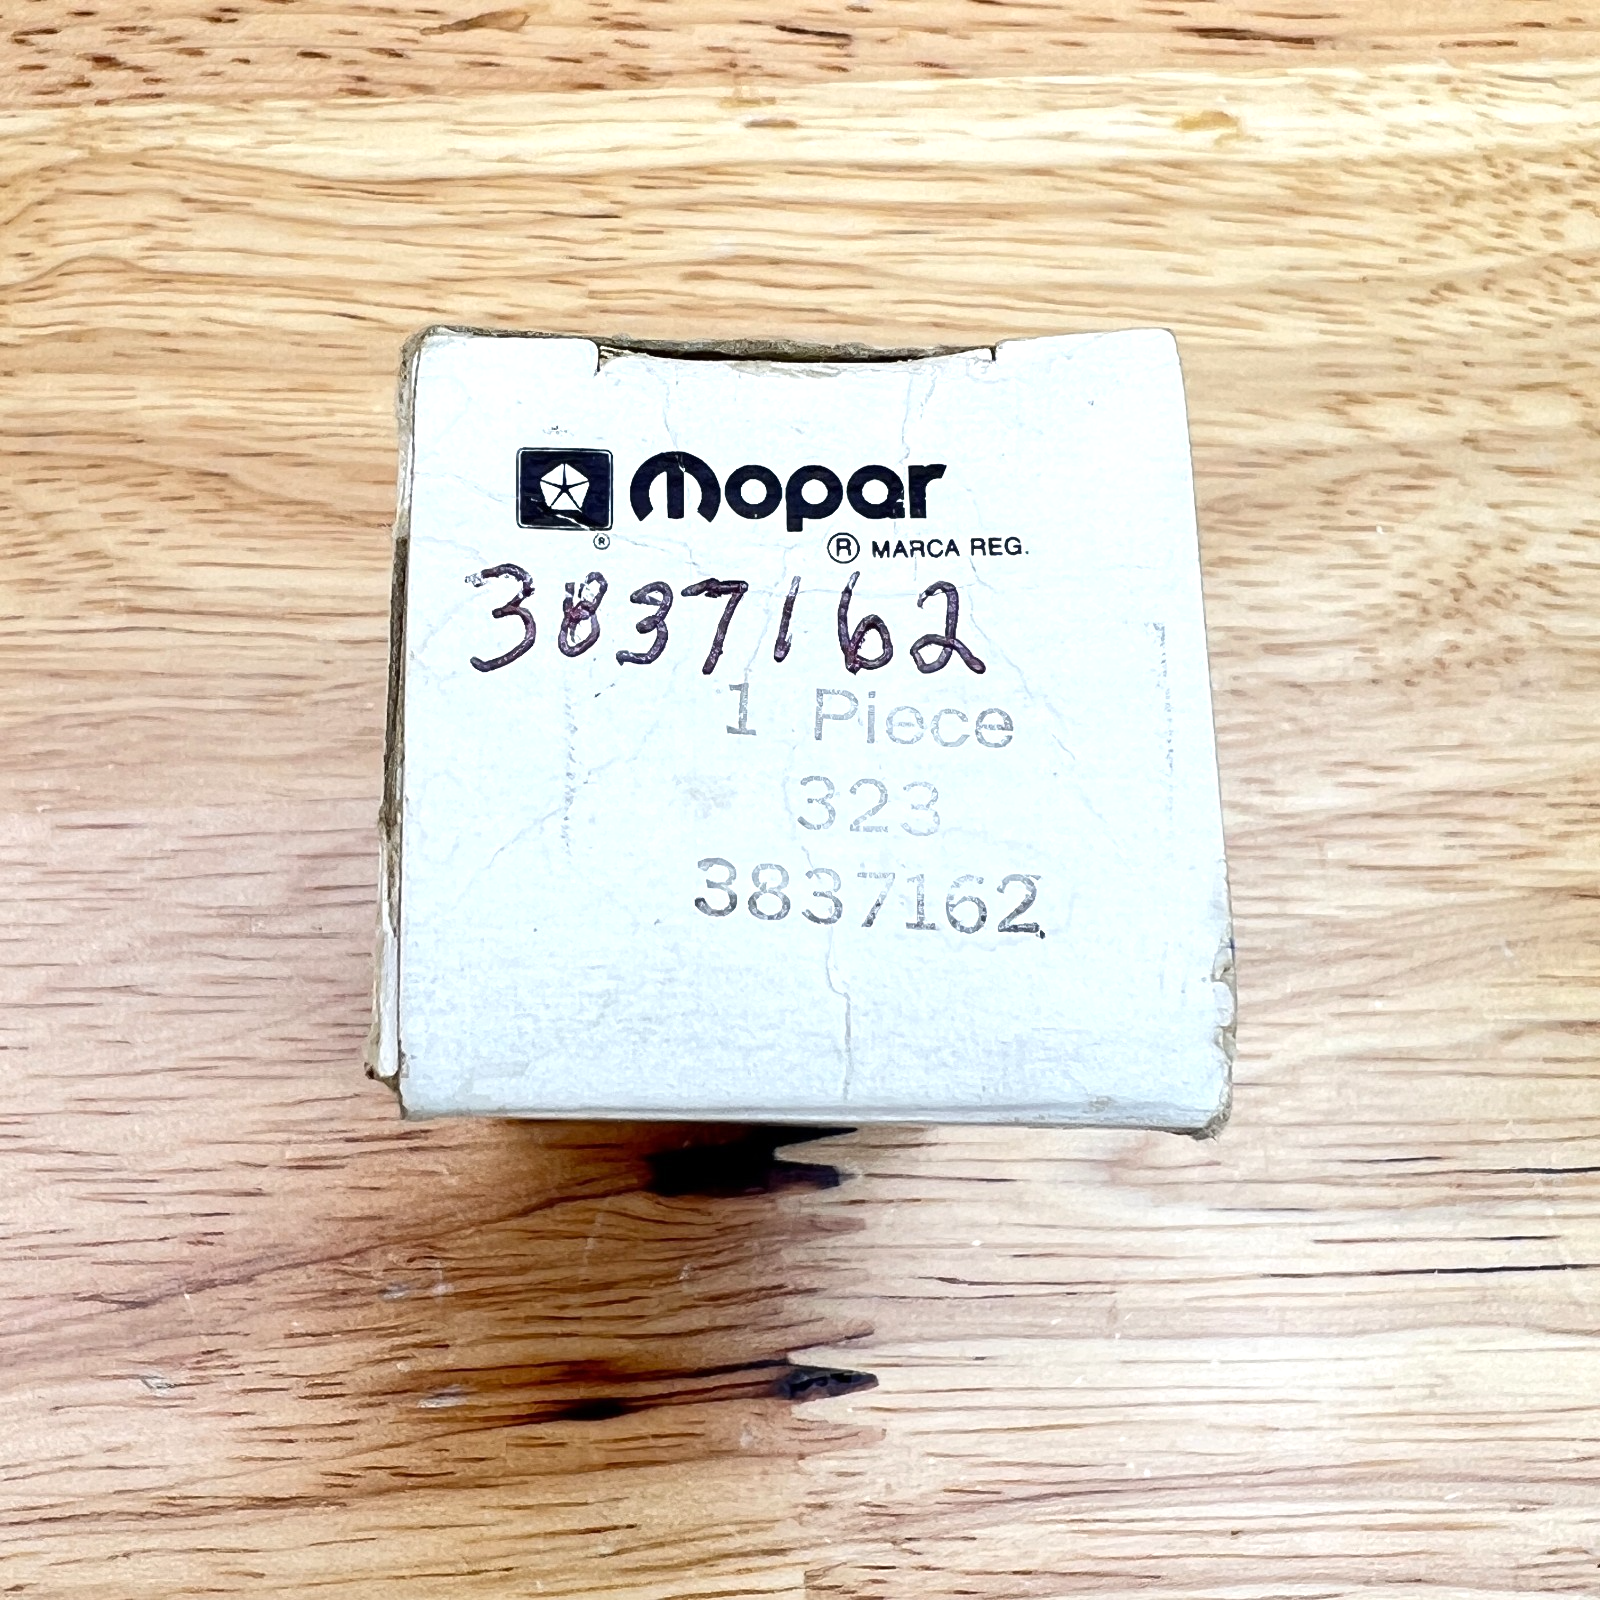 mopar
®
® MARCA REG.
3837162
1 Piece
323
3837162